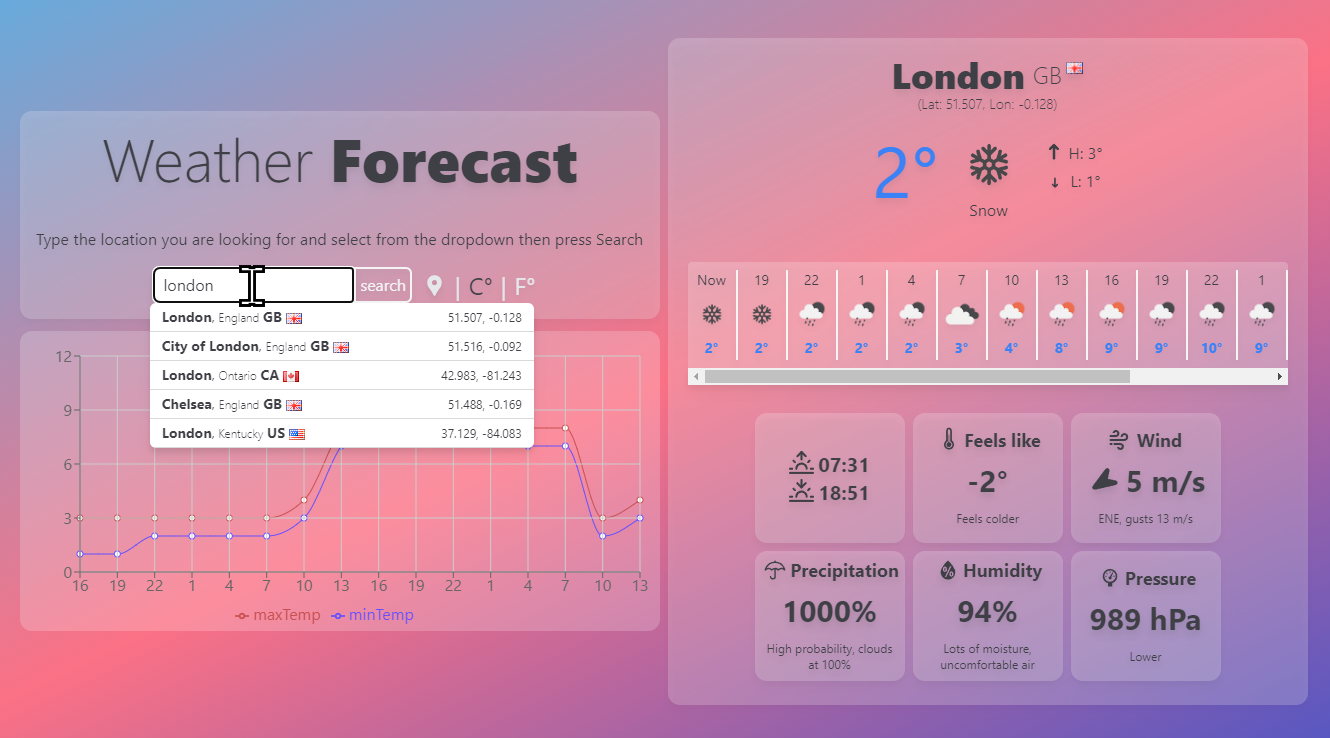 Weather Forecast
Type the location you are looking for and select from the dropdown then press Search
london search | C° | F°
London, England GB 51.507, -0.128
City of London, England GB 51.516, -0.092
London, Ontario CA 42.983, -81.243
Chelsea, England GB 51.488, -0.169
London, Kentucky US 37.129, -84.083
12
9
6
3
0
16 19 22 1 4 7 10 13 16 19 22 1 4 7 10 13
maxTemp minTemp
London GB
(Lat: 51.507, Lon: -0.128)
2°
H: 3°
L: 1°
Snow
Now 19 22 1 4 7 10 13 16 19 22 1
2° 2° 2° 2° 2° 3° 4° 8° 9° 9° 10° 9°
07:31
18:51
Feels like
-2°
Feels colder
Wind
5 m/s
ENE, gusts 13 m/s
Precipitation
1000%
High probability, clouds
at 100%
Humidity
94%
Lots of moisture,
uncomfortable air
Pressure
989 hPa
Lower